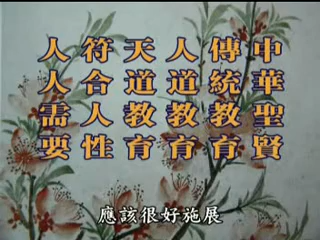 中華聖賢
傳統教育
人道教育
天道教育
符合人性
人人需要
應該很好施展